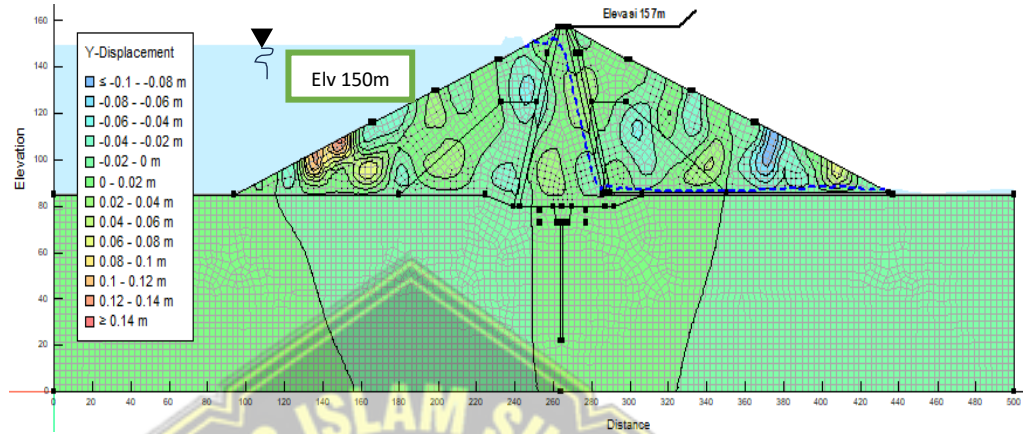 Elevasi 157m
Elv 150m
Y-Displacement
≤ -0.1 - -0.08 m
-0.08 - -0.06 m
-0.06 - -0.04 m
-0.04 - -0.02 m
-0.02 - 0 m
0 - 0.02 m
0.02 - 0.04 m
0.04 - 0.06 m
0.06 - 0.08 m
0.08 - 0.1 m
0.1 - 0.12 m
0.12 - 0.14 m
≥ 0.14 m
Elevation
160
140
120
100
80
60
40
20
0
0 20 40 60 80 100 120 140 160 180 200 220 240 260 280 300 320 340 360 380 400 420 440 460 480 500
Distance
ISLAM